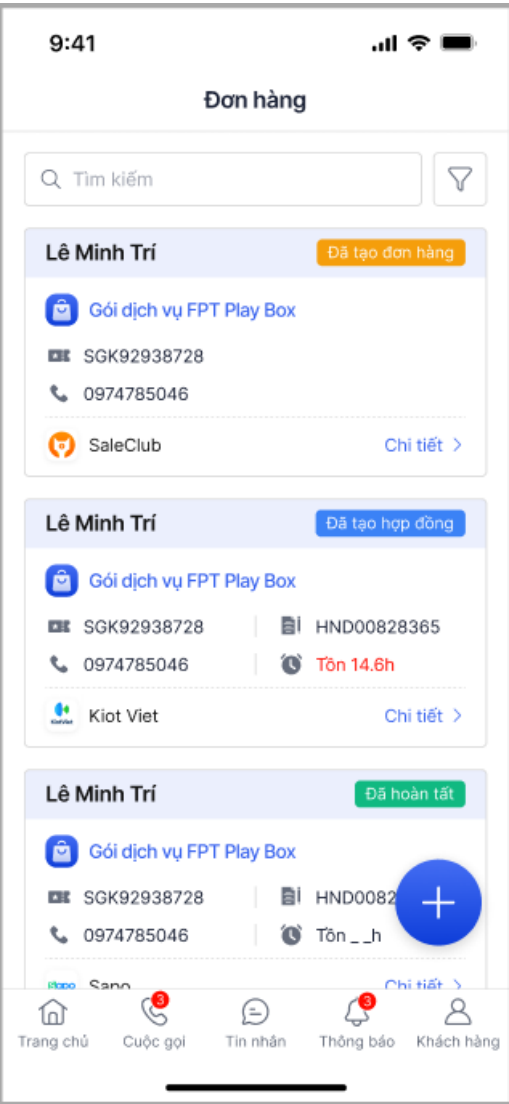 9:41
Đơn hàng
Tìm kiếm
Lê Minh Trí Đã tạo đơn hàng
Gói dịch vụ FPT Play Box
SGK92938728
0974785046
SaleClub Chi tiết
Lê Minh Trí Đã tạo hợp đồng
Gói dịch vụ FPT Play Box
SGK92938728 HND00828365
0974785046 Tồn 14.6h
Kiot Viet Chi tiết
Lê Minh Trí Đã hoàn tất
Gói dịch vụ FPT Play Box
SGK92938728 HND0082
0974785046 Tồn _ _h
Sapo Chi tiết
3 3
Trang chủ Cuộc gọi Tin nhắn Thông báo Khách hàng